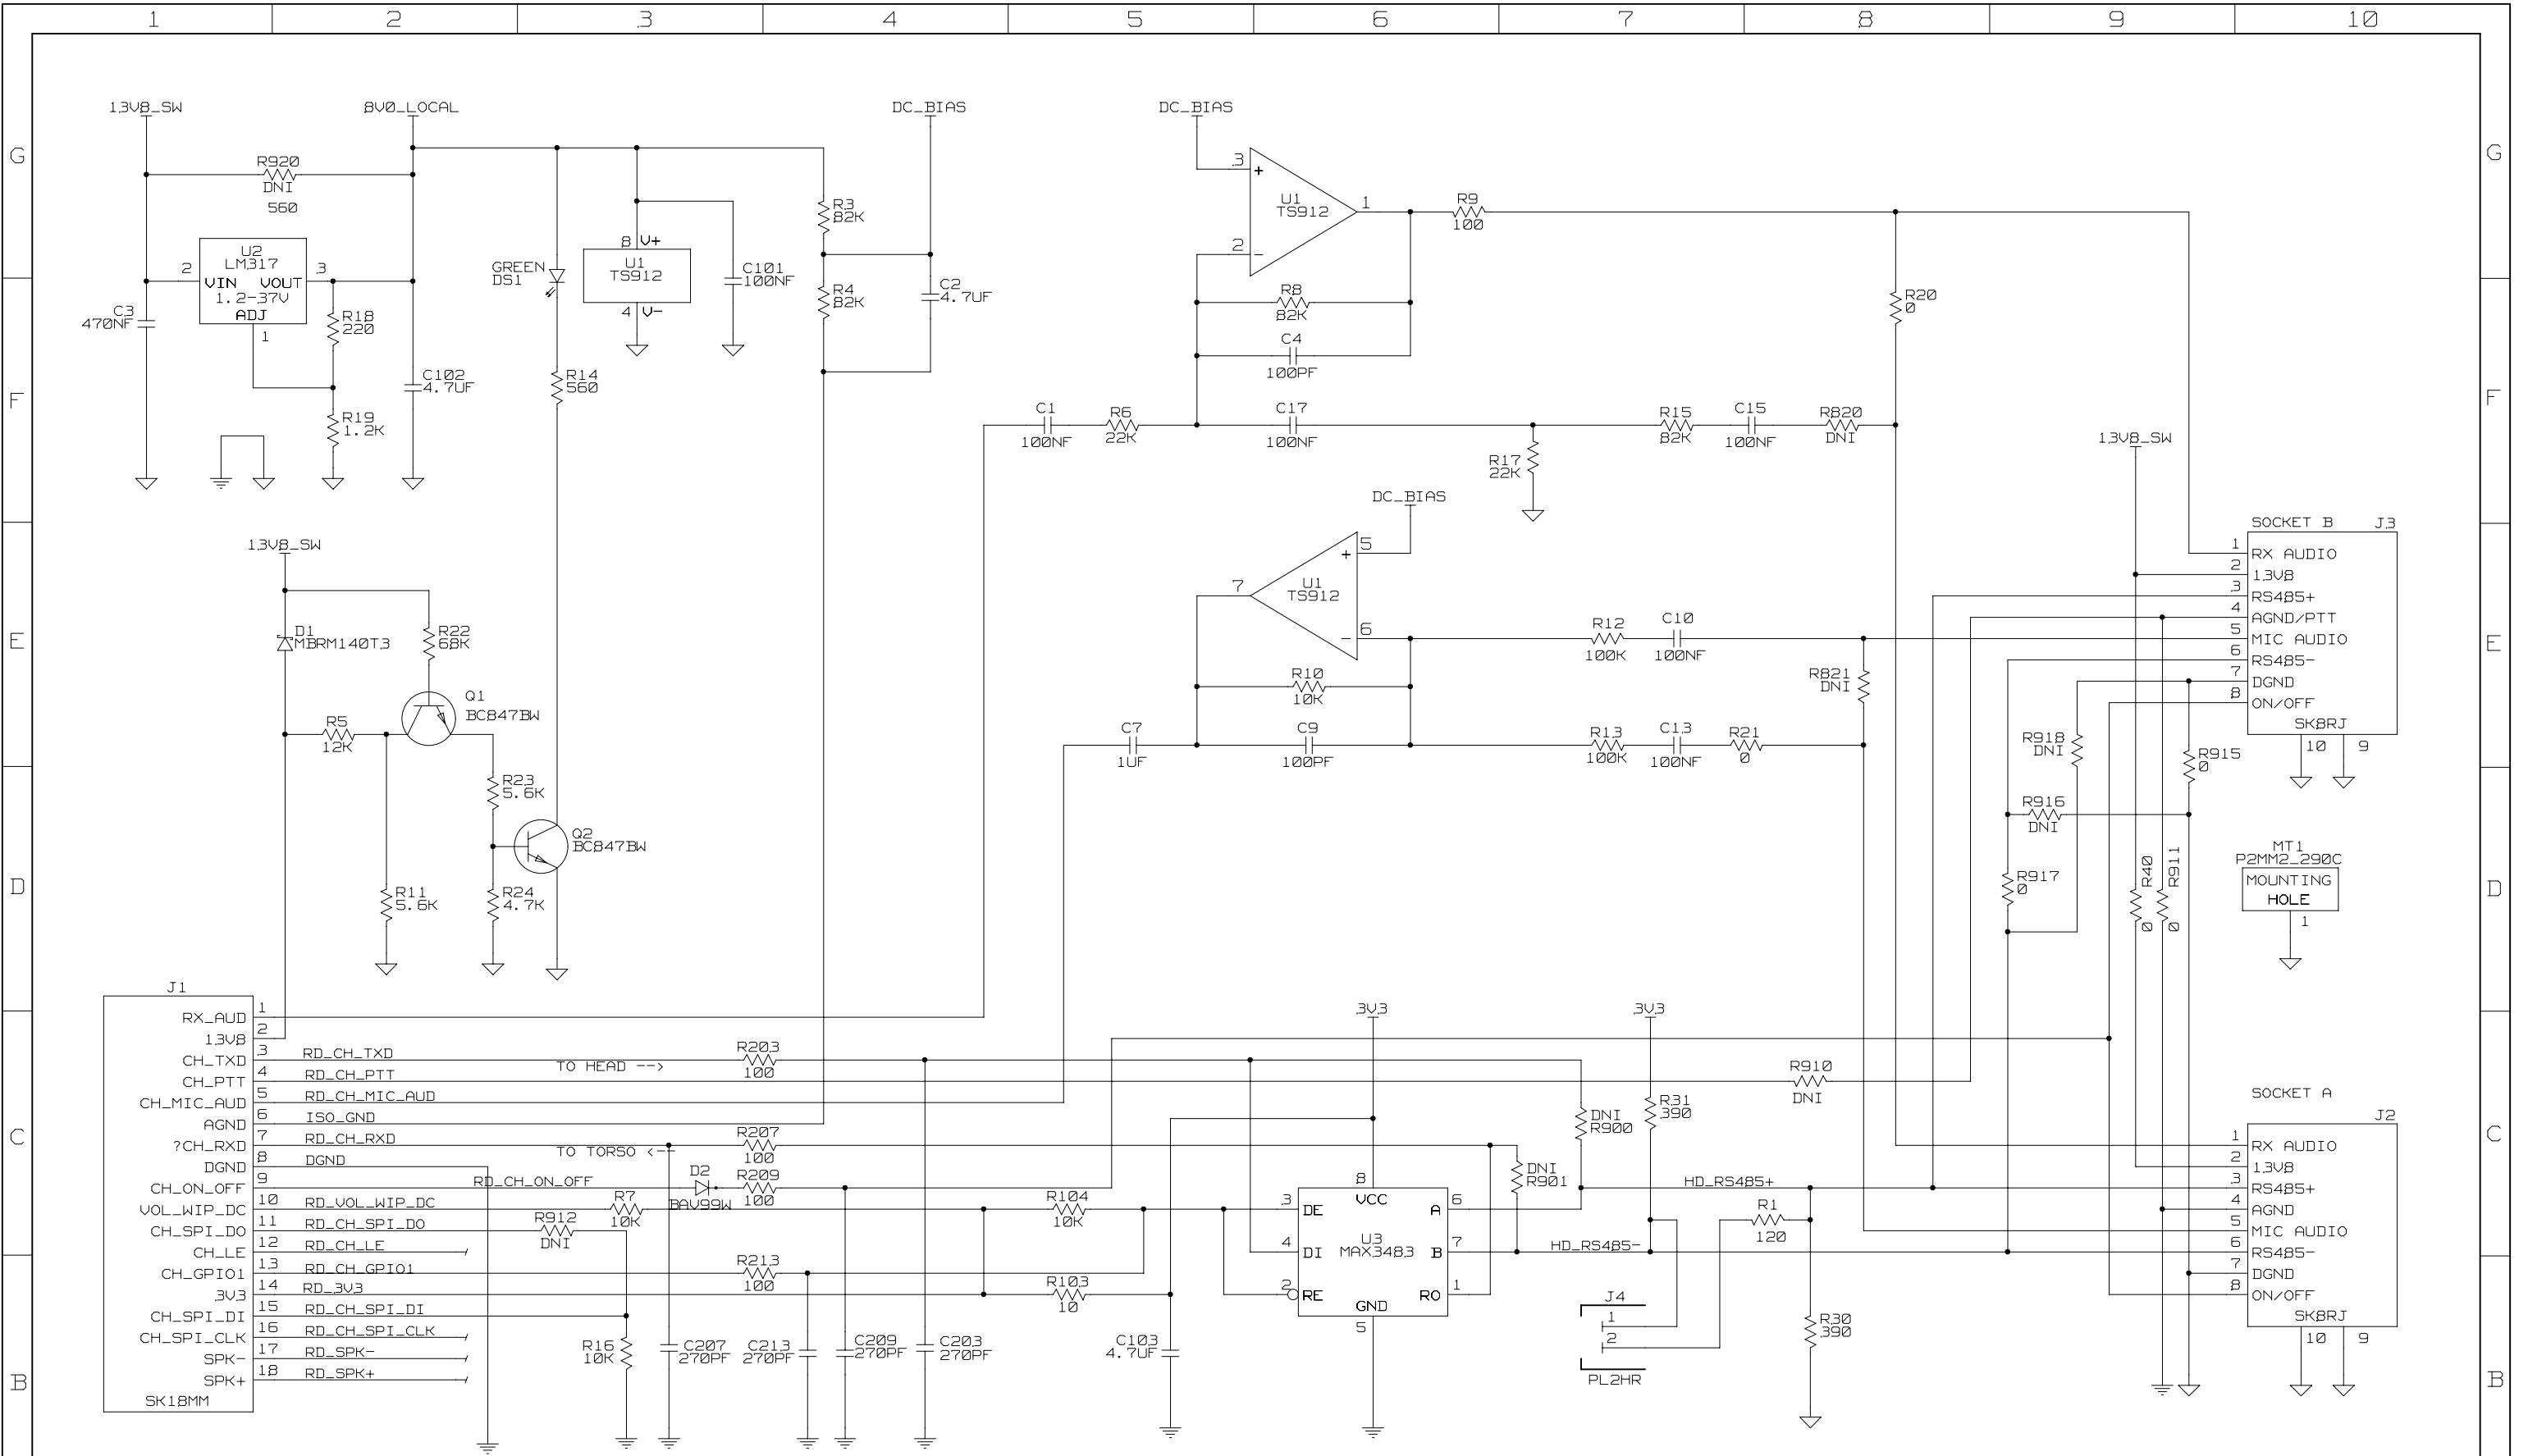 1 2 3 4 5 6 7 8 9 10
G
F
E
D
C
B
13V8_SW
8V0_LOCAL
DC_BIAS
DC_BIAS
R920
DNI
560
U2
LM317
2
3
VIN VOUT
1.2-37V
ADJ
1
C3
470NF
R18
220
R19
1.2K
C102
4.7UF
GREEN
DS1
R14
560
8 V+
U1
TS912
4 V-
C101
100NF
R3
82K
R4
82K
C2
4.7UF
3
+
U1
TS912
1
2
-
R9
100
R8
82K
C4
100PF
C1
100NF
R6
22K
C17
100NF
R17
22K
R15
82K
C15
100NF
R820
DNI
R20
0
13V8_SW
13V8_SW
D1
MBRM140T3
R22
68K
Q1
BC847BW
R5
12K
R23
5.6K
Q2
BC847BW
R11
5.6K
R24
4.7K
DC_BIAS
5
+
U1
TS912
7
6
-
R10
10K
C7
1UF
C9
100PF
R12
100K
C10
100NF
R821
DNI
R13
100K
C13
100NF
R21
0
SOCKET B
J3
1 RX AUDIO
2 13V8
3 RS485+
4 AGND/PTT
5 MIC AUDIO
6 RS485-
7 DGND
8 ON/OFF
SK8RJ
10 9
R918
DNI
R915
0
R916
DNI
R917
0
R40
0
R911
0
MT1
P2MM2_290C
MOUNTING
HOLE
1
J1
RX_AUD 1
13V8 2
CH_TXD 3 RD_CH_TXD
CH_PTT 4 RD_CH_PTT
CH_MIC_AUD 5 RD_CH_MIC_AUD
AGND 6 ISO_GND
?CH_RXD 7 RD_CH_RXD
DGND 8 DGND
CH_ON_OFF 9 RD_CH_ON_OFF
VOL_WIP_DC 10 RD_VOL_WIP_DC
CH_SPI_DO 11 RD_CH_SPI_DO
CH_LE 12 RD_CH_LE
CH_GPIO1 13 RD_CH_GPIO1
3V3 14 RD_3V3
CH_SPI_DI 15 RD_CH_SPI_DI
CH_SPI_CLK 16 RD_CH_SPI_CLK
SPK- 17 RD_SPK-
SPK+ 18 RD_SPK+
SK18MM
TO HEAD -->
TO TORSO <--
R203
100
R207
100
D2
BAV99W
R209
100
R7
10K
R912
DNI
R213
100
R16
10K
C207
270PF
C213
270PF
C209
270PF
C203
270PF
R104
10K
R103
10
C103
4.7UF
3V3
8
VCC
3 DE
A 6
U3
MAX3483
4 DI
B 7
2 RE
RO 1
GND
5
3V3
R31
390
DNI
R900
DNI
R901
R910
DNI
HD_RS485+
HD_RS485-
R1
120
R30
390
J4
1
2
PL2HR
SOCKET A
J2
1 RX AUDIO
2 13V8
3 RS485+
4 AGND
5 MIC AUDIO
6 RS485-
7 DGND
8 ON/OFF
SK8RJ
10 9
G
F
E
D
C
B